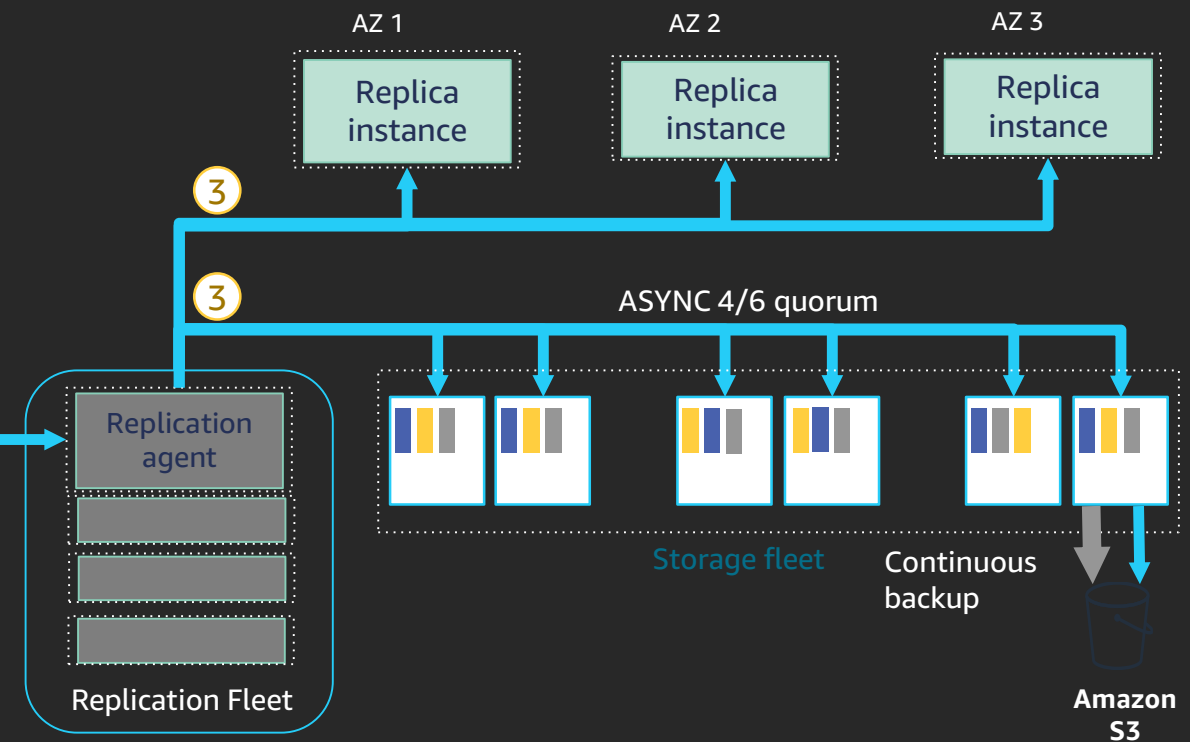 AZ 1
AZ 2
AZ 3
Replica
instance
Replica
instance
Replica
instance
3
3
ASYNC 4/6 quorum
Replication
agent
Storage fleet
Continuous
backup
Replication Fleet
Amazon
S3